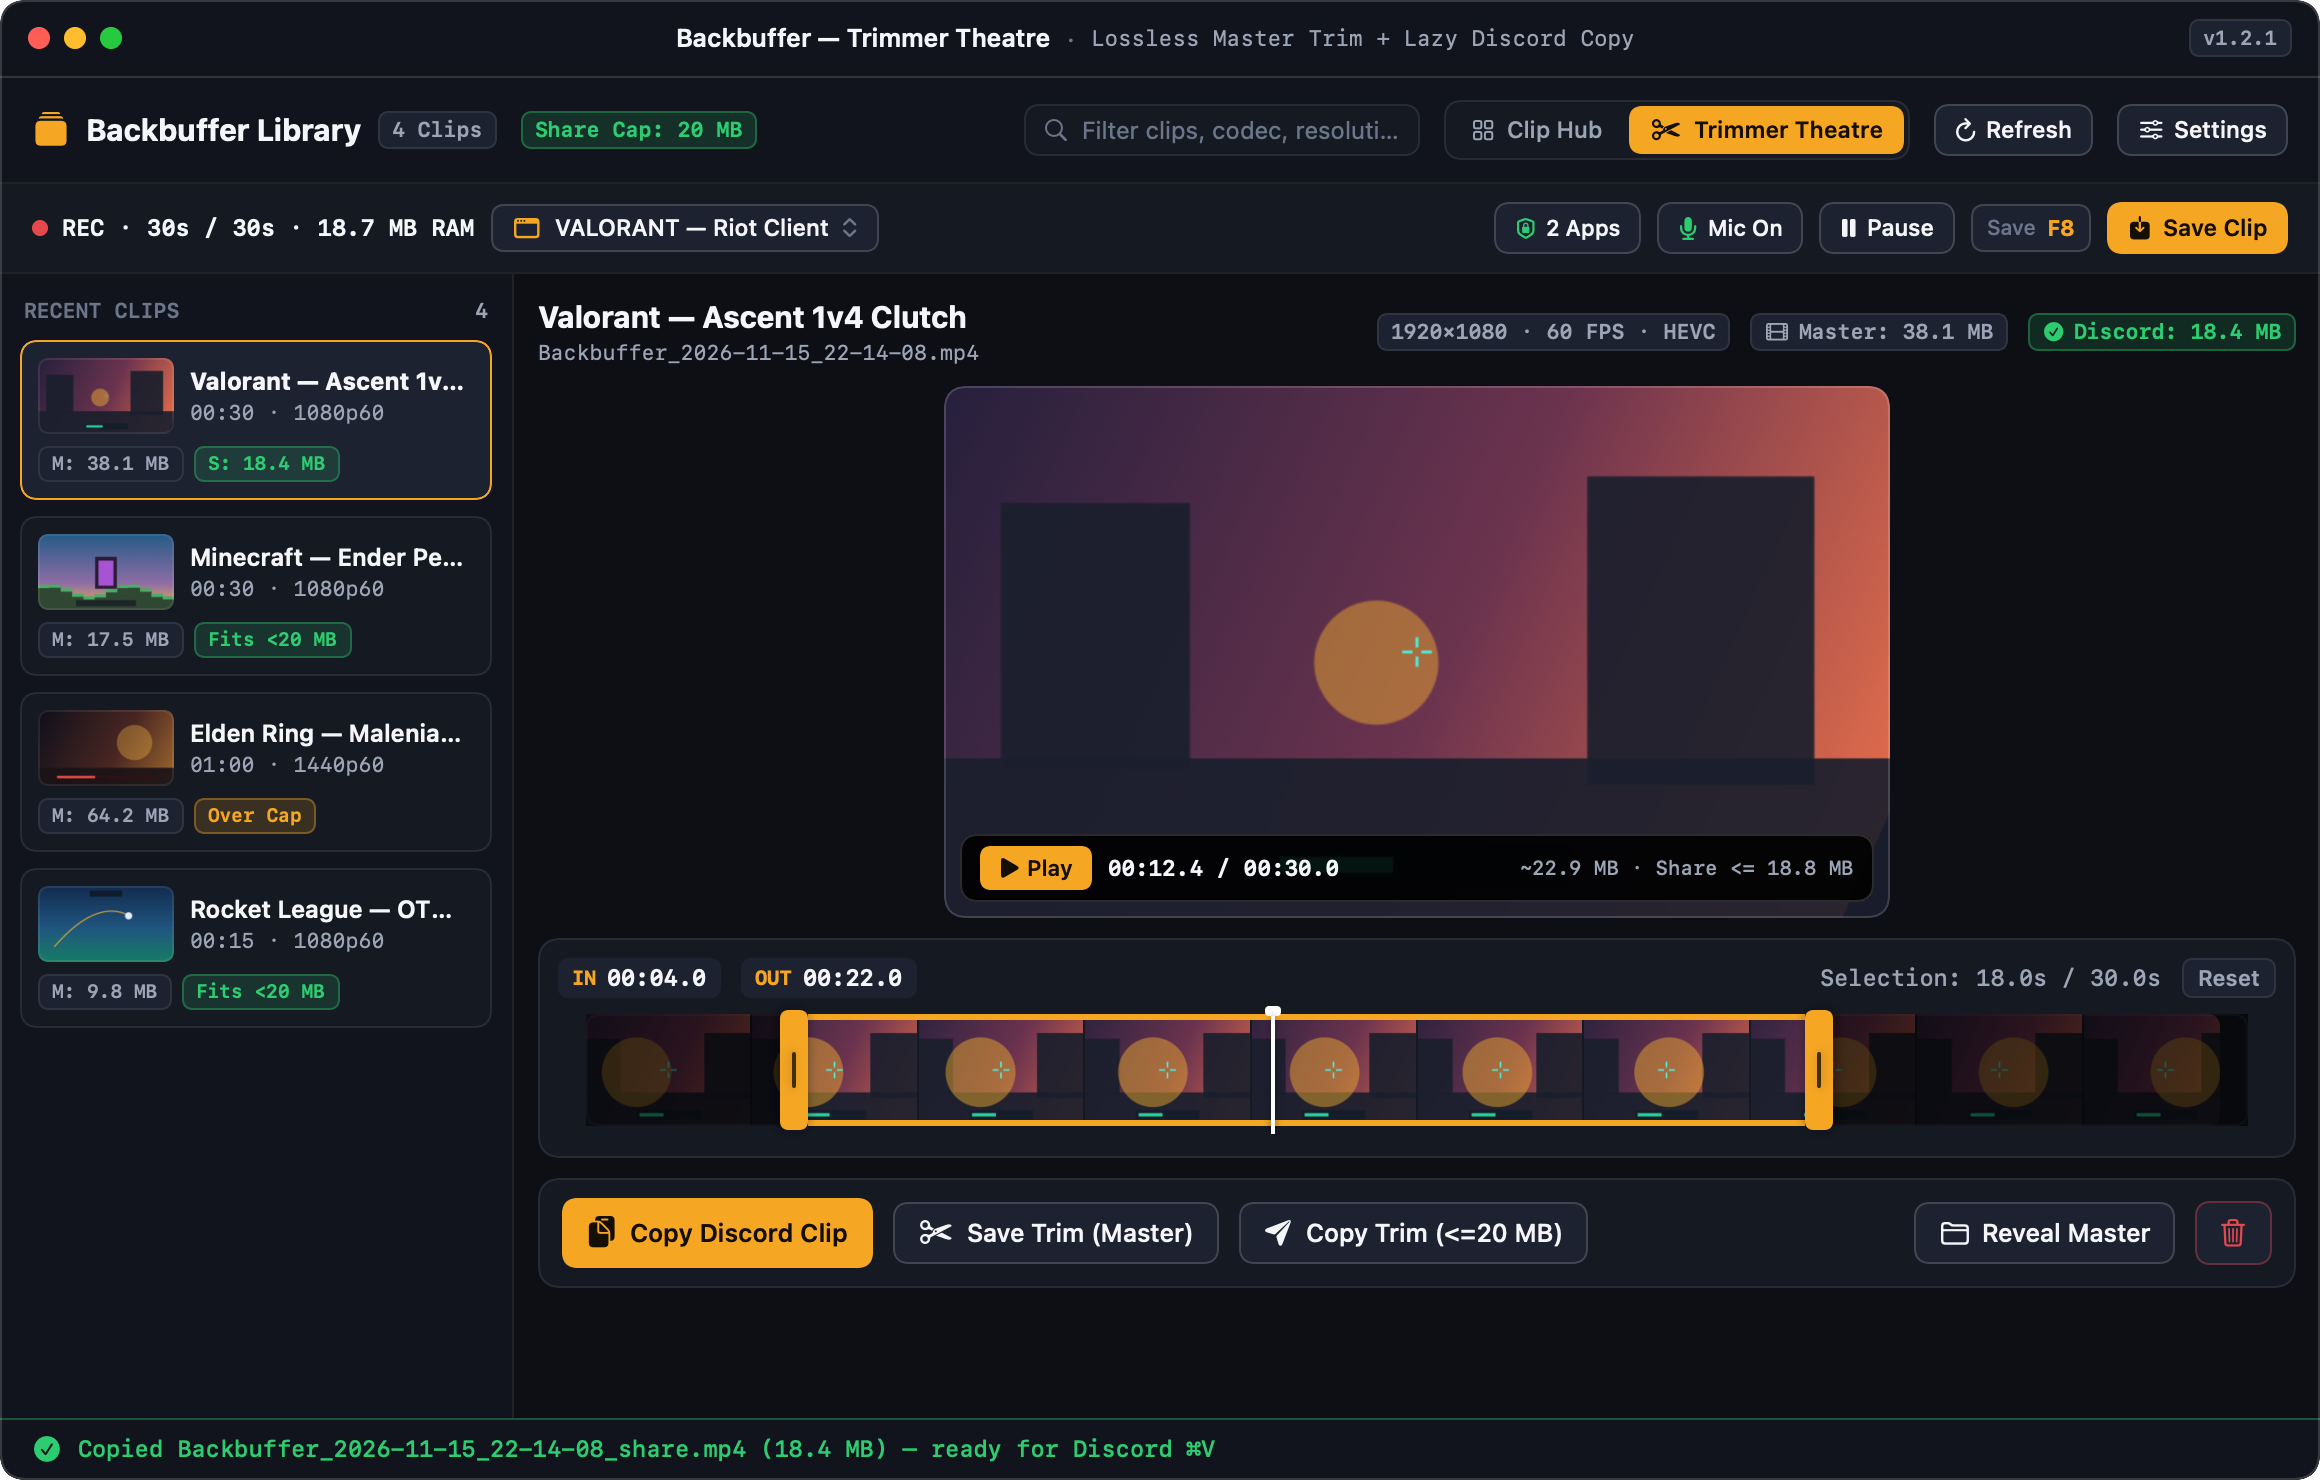 Backbuffer — Trimmer Theatre · Lossless Master Trim + Lazy Discord Copy
v1.2.1
Backbuffer Library
4 Clips
Share Cap: 20 MB
Filter clips, codec, resoluti...
Clip Hub
Trimmer Theatre
Refresh
Settings
REC · 30s / 30s · 18.7 MB RAM
VALORANT — Riot Client
2 Apps
Mic On
Pause
Save F8
Save Clip
RECENT CLIPS
4
Valorant — Ascent 1v...
00:30 · 1080p60
M: 38.1 MB
S: 18.4 MB
Minecraft — Ender Pe...
00:30 · 1080p60
M: 17.5 MB
Fits <20 MB
Elden Ring — Malenia...
01:00 · 1440p60
M: 64.2 MB
Over Cap
Rocket League — OT...
00:15 · 1080p60
M: 9.8 MB
Fits <20 MB
Valorant — Ascent 1v4 Clutch
Backbuffer_2026-11-15_22-14-08.mp4
1920×1080 · 60 FPS · HEVC
Master: 38.1 MB
Discord: 18.4 MB
Play
00:12.4 / 00:30.0
~22.9 MB · Share <= 18.8 MB
IN 00:04.0
OUT 00:22.0
Selection: 18.0s / 30.0s
Reset
Copy Discord Clip
Save Trim (Master)
Copy Trim (<=20 MB)
Reveal Master
Copied Backbuffer_2026-11-15_22-14-08_share.mp4 (18.4 MB) — ready for Discord ⌘V